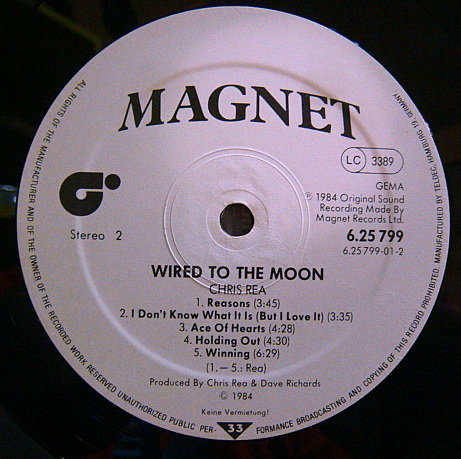 MAGNET
LC 3389
GEMA
℗ 1984 Original Sound
Recording Made By
Magnet Records Ltd.
Stereo 2
6.25 799
6.25799-01-2
WIRED TO THE MOON
CHRIS REA
1. Reasons (3:45)
2. I Don't Know What It Is (But I Love It) (3:35)
3. Ace Of Hearts (4:28)
4. Holding Out (4:30)
5. Winning (6:29)
(1. – 5.: Rea)
Produced By Chris Rea & Dave Richards
© 1984
Keine Vermietung!
33
ALL RIGHTS OF THE MANUFACTURER AND OF THE OWNER OF THE RECORDED WORK RESERVED UNAUTHORIZED PUBLIC PER-
FORMANCE BROADCASTING AND COPYING OF THIS RECORD PROHIBITED. MANUFACTURED BY TELDEC, HAMBURG 19, GERMANY